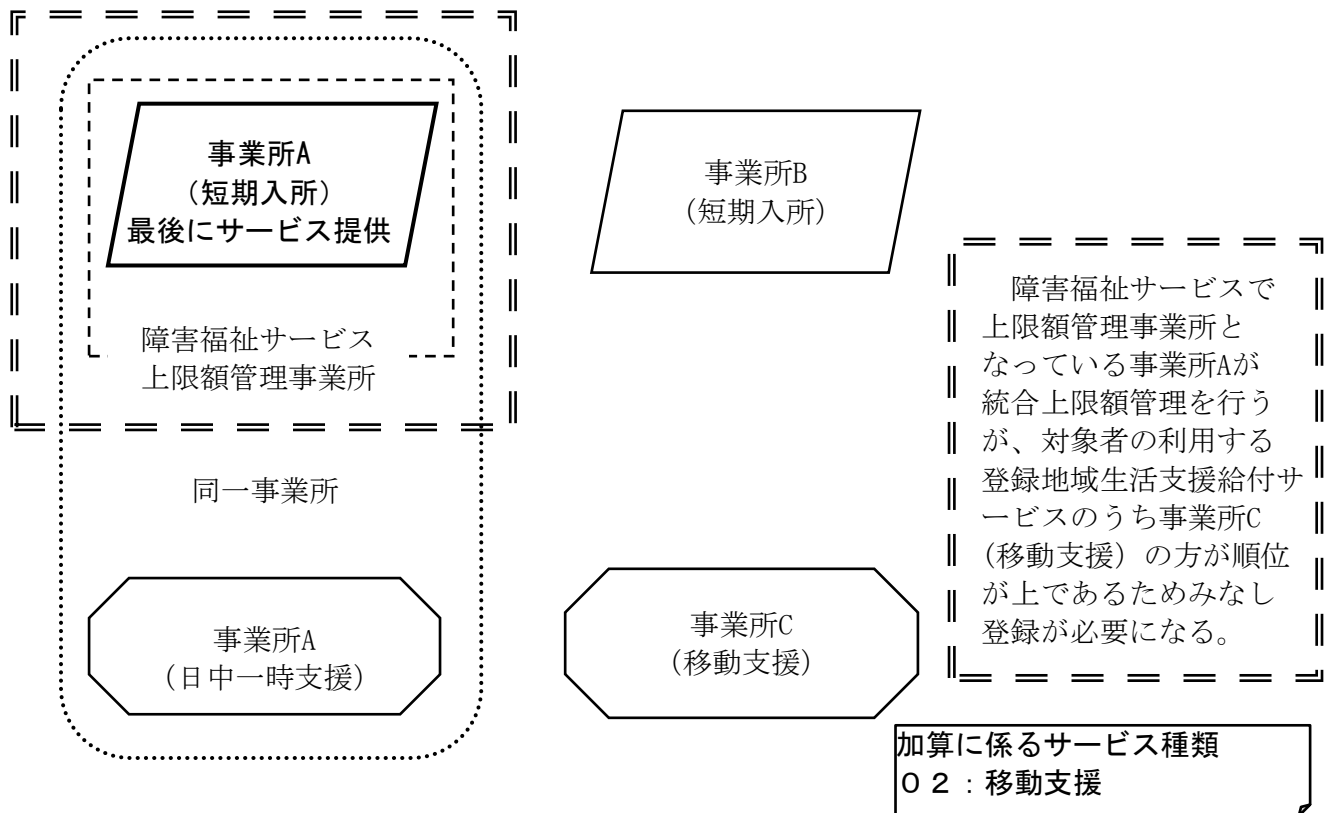 事業所A
（短期入所）
最後にサービス提供
障害福祉サービス
上限額管理事業所
同一事業所
事業所A
（日中一時支援）
事業所B
（短期入所）
事業所C
（移動支援）
障害福祉サービスで
上限額管理事業所と
なっている事業所Aが
統合上限額管理を行う
が、対象者の利用する
登録地域生活支援給付サ
ービスのうち事業所C
（移動支援）の方が順位
が上であるためみなし
登録が必要になる。
加算に係るサービス種類
０２：移動支援